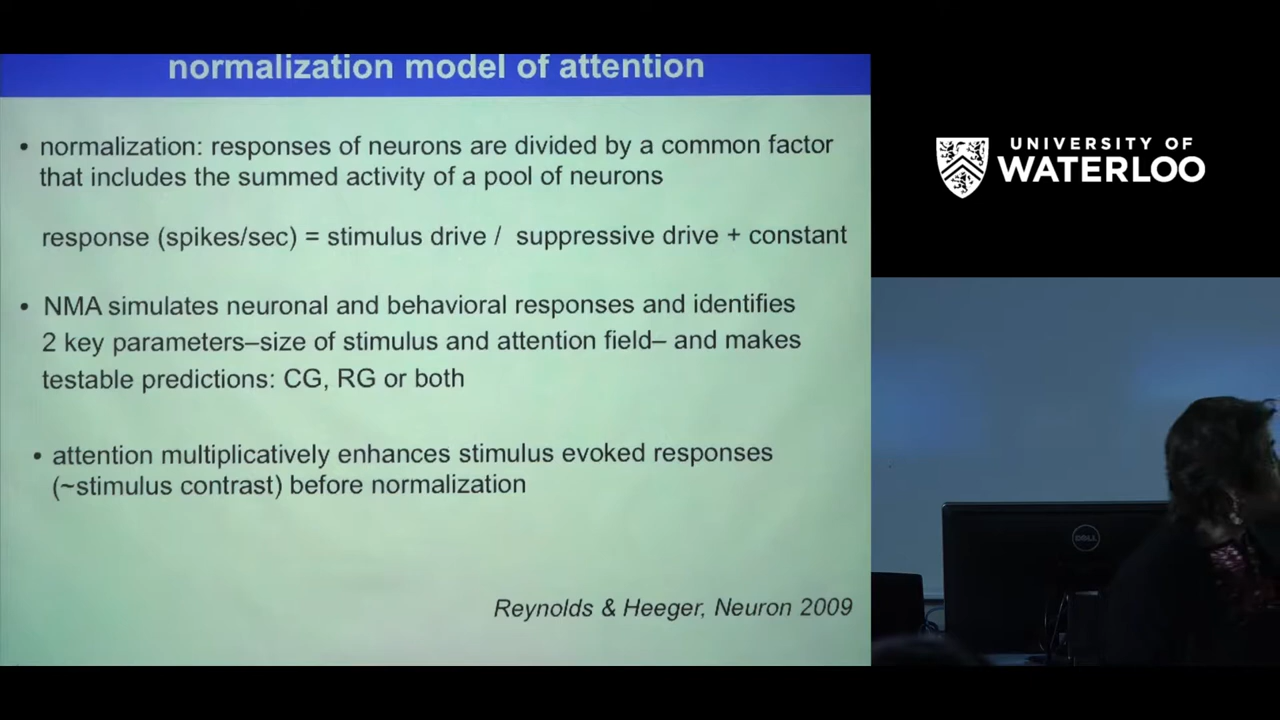 normalization model of attention
• normalization: responses of neurons are divided by a common factor
that includes the summed activity of a pool of neurons
response (spikes/sec) = stimulus drive / suppressive drive + constant
• NMA simulates neuronal and behavioral responses and identifies
2 key parameters–size of stimulus and attention field– and makes
testable predictions: CG, RG or both
• attention multiplicatively enhances stimulus evoked responses
(~stimulus contrast) before normalization
Reynolds & Heeger, Neuron 2009
UNIVERSITY OF
WATERLOO
DELL